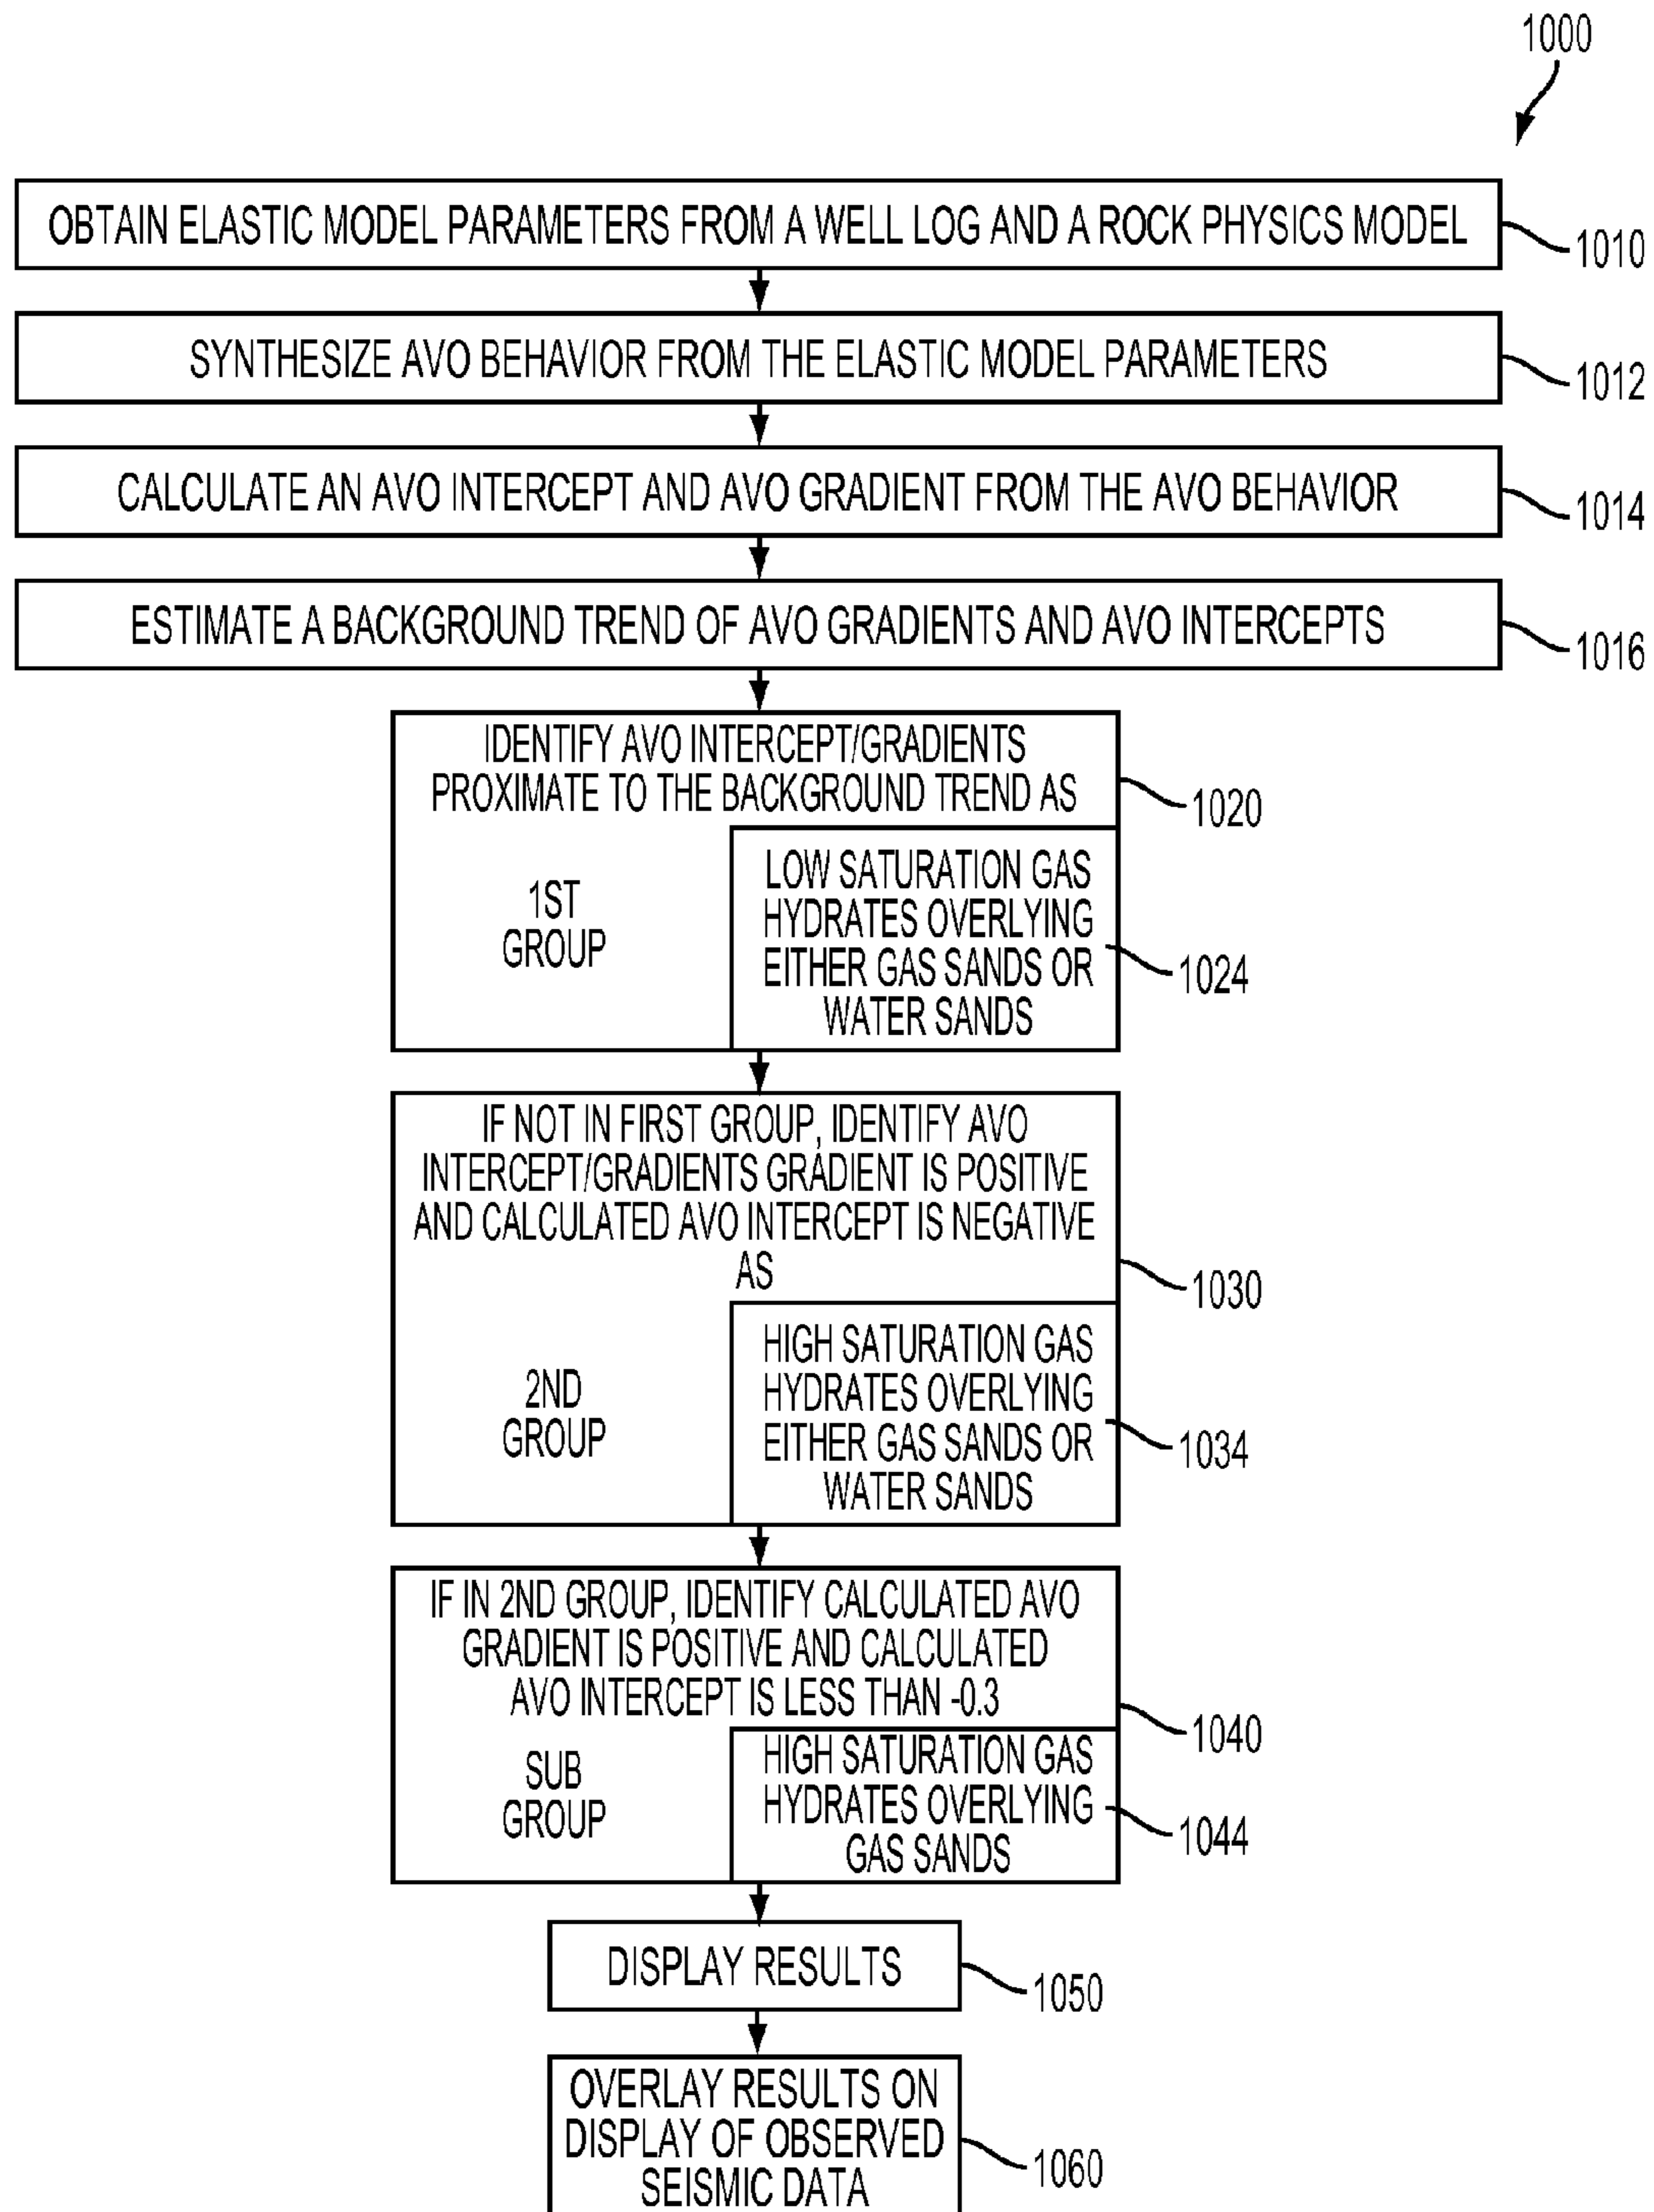 1000
OBTAIN ELASTIC MODEL PARAMETERS FROM A WELL LOG AND A ROCK PHYSICS MODEL
1010
SYNTHESIZE AVO BEHAVIOR FROM THE ELASTIC MODEL PARAMETERS
1012
CALCULATE AN AVO INTERCEPT AND AVO GRADIENT FROM THE AVO BEHAVIOR
1014
ESTIMATE A BACKGROUND TREND OF AVO GRADIENTS AND AVO INTERCEPTS
1016
IDENTIFY AVO INTERCEPT/GRADIENTS
PROXIMATE TO THE BACKGROUND TREND AS
1020
1ST
GROUP
LOW SATURATION GAS
HYDRATES OVERLYING
EITHER GAS SANDS OR
WATER SANDS
1024
IF NOT IN FIRST GROUP, IDENTIFY AVO
INTERCEPT/GRADIENTS GRADIENT IS POSITIVE
AND CALCULATED AVO INTERCEPT IS NEGATIVE
AS
1030
2ND
GROUP
HIGH SATURATION GAS
HYDRATES OVERLYING
EITHER GAS SANDS OR
WATER SANDS
1034
IF IN 2ND GROUP, IDENTIFY CALCULATED AVO
GRADIENT IS POSITIVE AND CALCULATED
AVO INTERCEPT IS LESS THAN -0.3
1040
SUB
GROUP
HIGH SATURATION GAS
HYDRATES OVERLYING
GAS SANDS
1044
DISPLAY RESULTS
1050
OVERLAY RESULTS ON
DISPLAY OF OBSERVED
SEISMIC DATA
1060